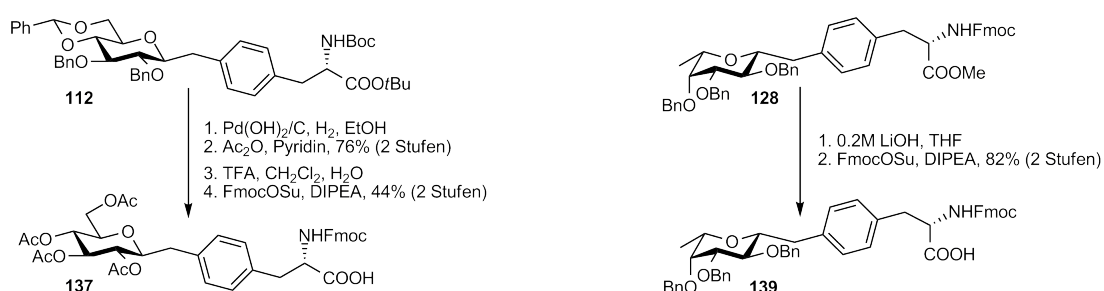 Ph
O
O
O
BnO
BnO
NHBoc
COOtBu
112
1. Pd(OH)2/C, H2, EtOH
2. Ac2O, Pyridin, 76% (2 Stufen)
3. TFA, CH2Cl2, H2O
4. FmocOSu, DIPEA, 44% (2 Stufen)
OAc
AcO
AcO
AcO
O
NHFmoc
COOH
137
O
OBn
OBn
BnO
NHFmoc
COOMe
128
1. 0.2M LiOH, THF
2. FmocOSu, DIPEA, 82% (2 Stufen)
O
OBn
OBn
BnO
NHFmoc
COOH
139